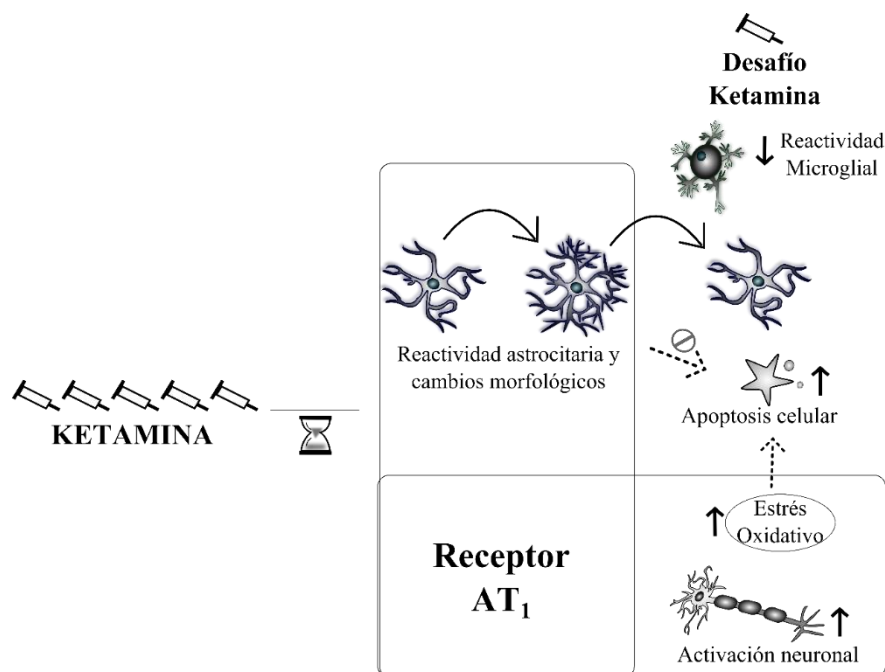 Desafío
Ketamina
Reactividad
Microglial
Reactividad astrocitaria y
cambios morfológicos
Apoptosis celular
KETAMINA
Estrés
Oxidativo
Receptor
AT₁
Activación neuronal